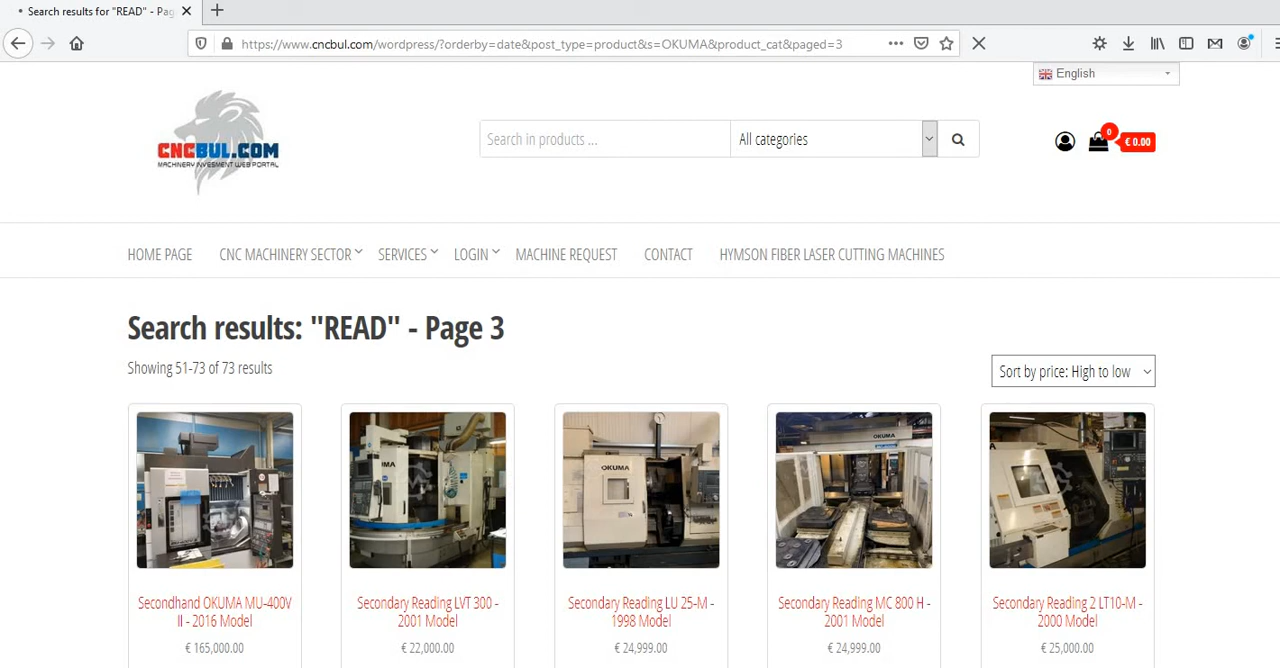 Search results for "READ" - Pag
https://www.cncbul.com/wordpress/?orderby=date&post_type=product&s=OKUMA&product_cat&paged=3
English
CNCBUL.COM
MACHINERY INVESMENT WEB PORTAL
Search in products ...
All categories
0
€ 0.00
HOME PAGE
CNC MACHINERY SECTOR
SERVICES
LOGIN
MACHINE REQUEST
CONTACT
HYMSON FIBER LASER CUTTING MACHINES
Search results: "READ" - Page 3
Showing 51-73 of 73 results
Sort by price: High to low
UMA
OKUMA
OKUMA
Secondhand OKUMA MU-400V
II - 2016 Model
€ 165,000.00
Secondary Reading LVT 300 -
2001 Model
€ 22,000.00
Secondary Reading LU 25-M -
1998 Model
€ 24,999.00
Secondary Reading MC 800 H -
2001 Model
€ 24,999.00
Secondary Reading 2 LT10-M -
2000 Model
€ 25,000.00